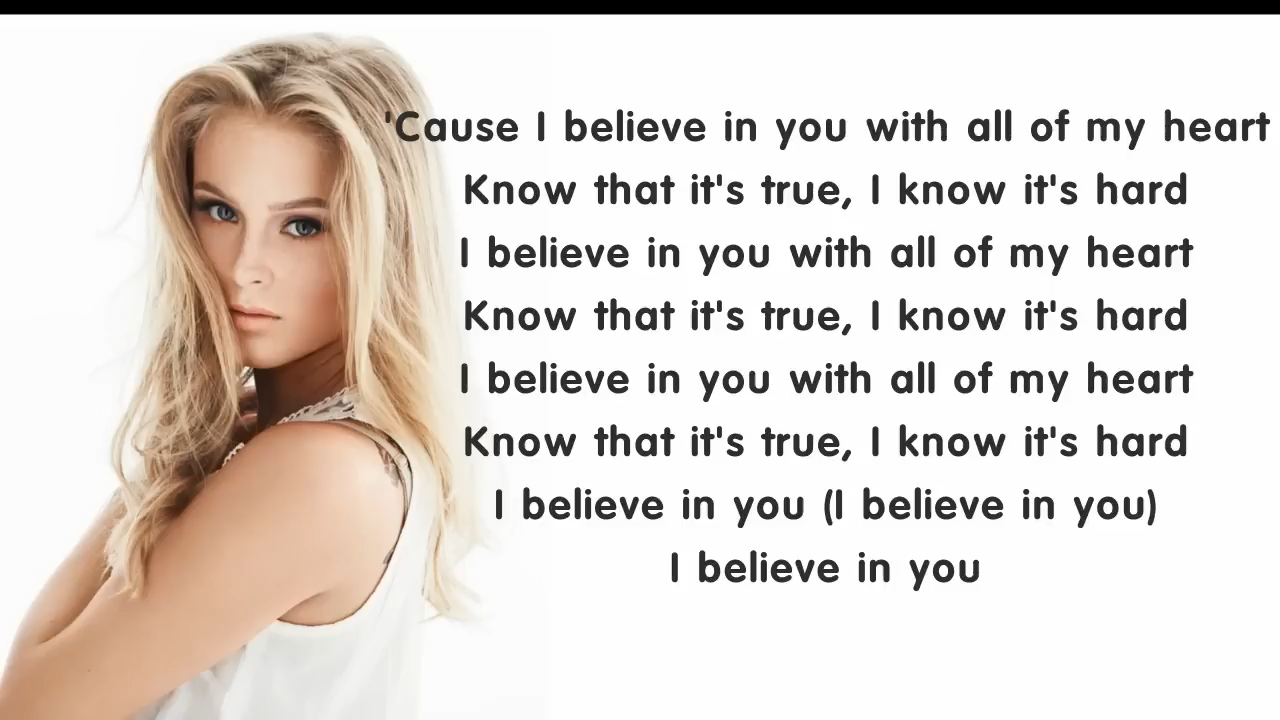 'Cause I believe in you with all of my heart
Know that it's true, I know it's hard
I believe in you with all of my heart
Know that it's true, I know it's hard
I believe in you with all of my heart
Know that it's true, I know it's hard
I believe in you (I believe in you)
I believe in you